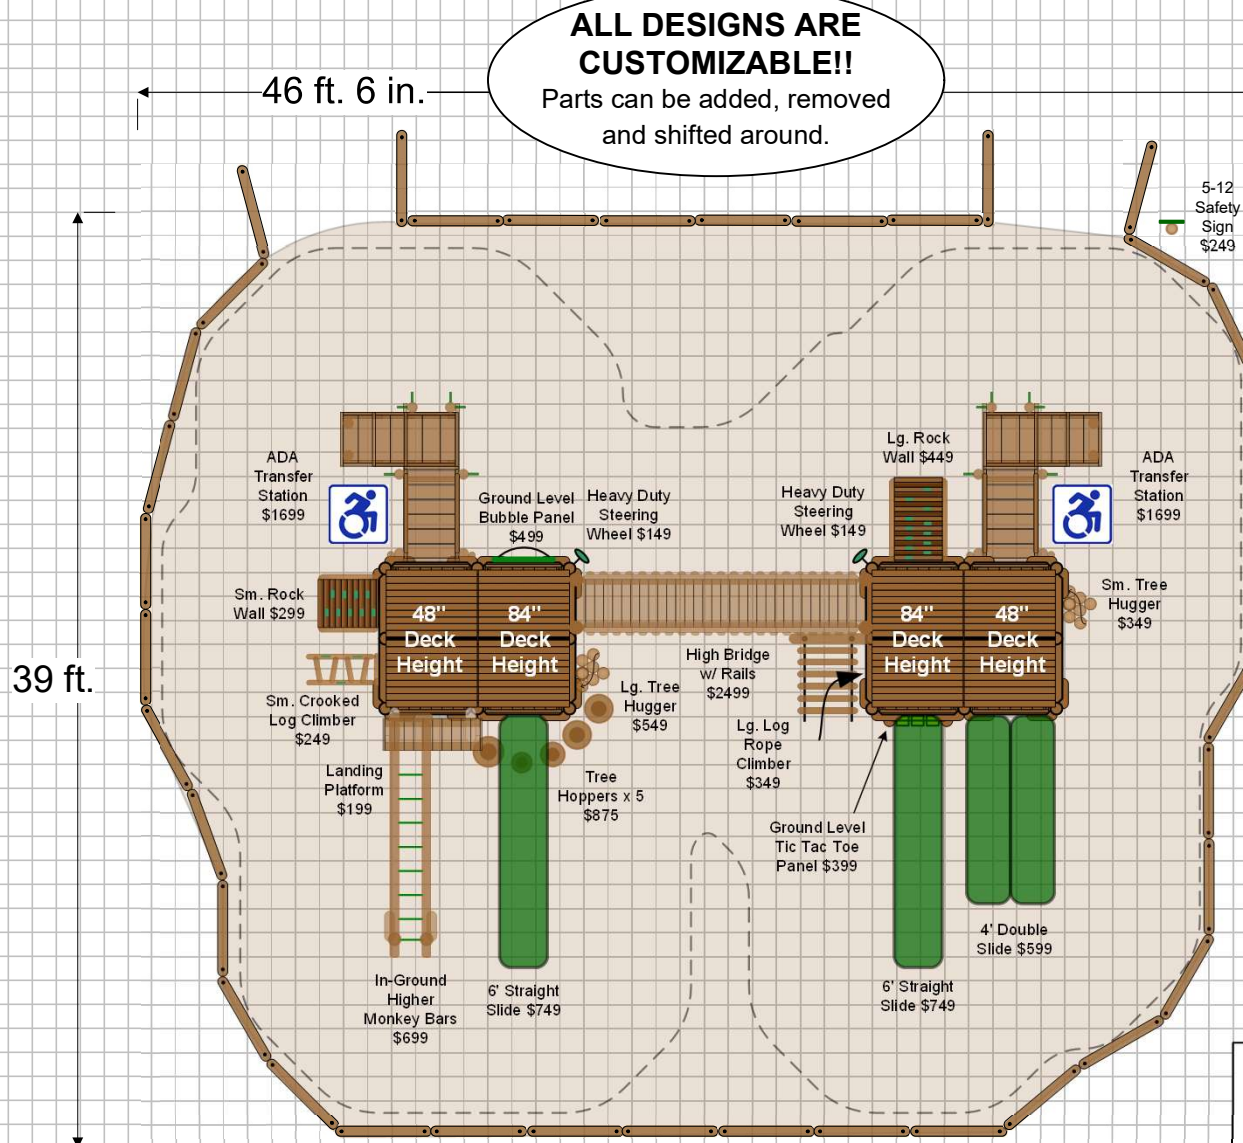 ALL DESIGNS ARE
CUSTOMIZABLE!!
Parts can be added, removed
and shifted around.
46 ft. 6 in.
5-12
Safety
Sign
$249
39 ft.
ADA
Transfer
Station
$1699
Ground Level
Bubble Panel
$499
Heavy Duty
Steering
Wheel $149
Heavy Duty
Steering
Wheel $149
Lg. Rock
Wall $449
ADA
Transfer
Station
$1699
Sm. Rock
Wall $299
48"
Deck
Height
84"
Deck
Height
84"
Deck
Height
48"
Deck
Height
Sm. Tree
Hugger
$349
Sm. Crooked
Log Climber
$249
Lg. Tree
Hugger
$549
High Bridge
w/ Rails
$2499
Lg. Log
Rope
Climber
$349
Landing
Platform
$199
Tree
Hoppers x 5
$875
Ground Level
Tic Tac Toe
Panel $399
In-Ground
Higher
Monkey Bars
$699
6' Straight
Slide $749
6' Straight
Slide $749
4' Double
Slide $599